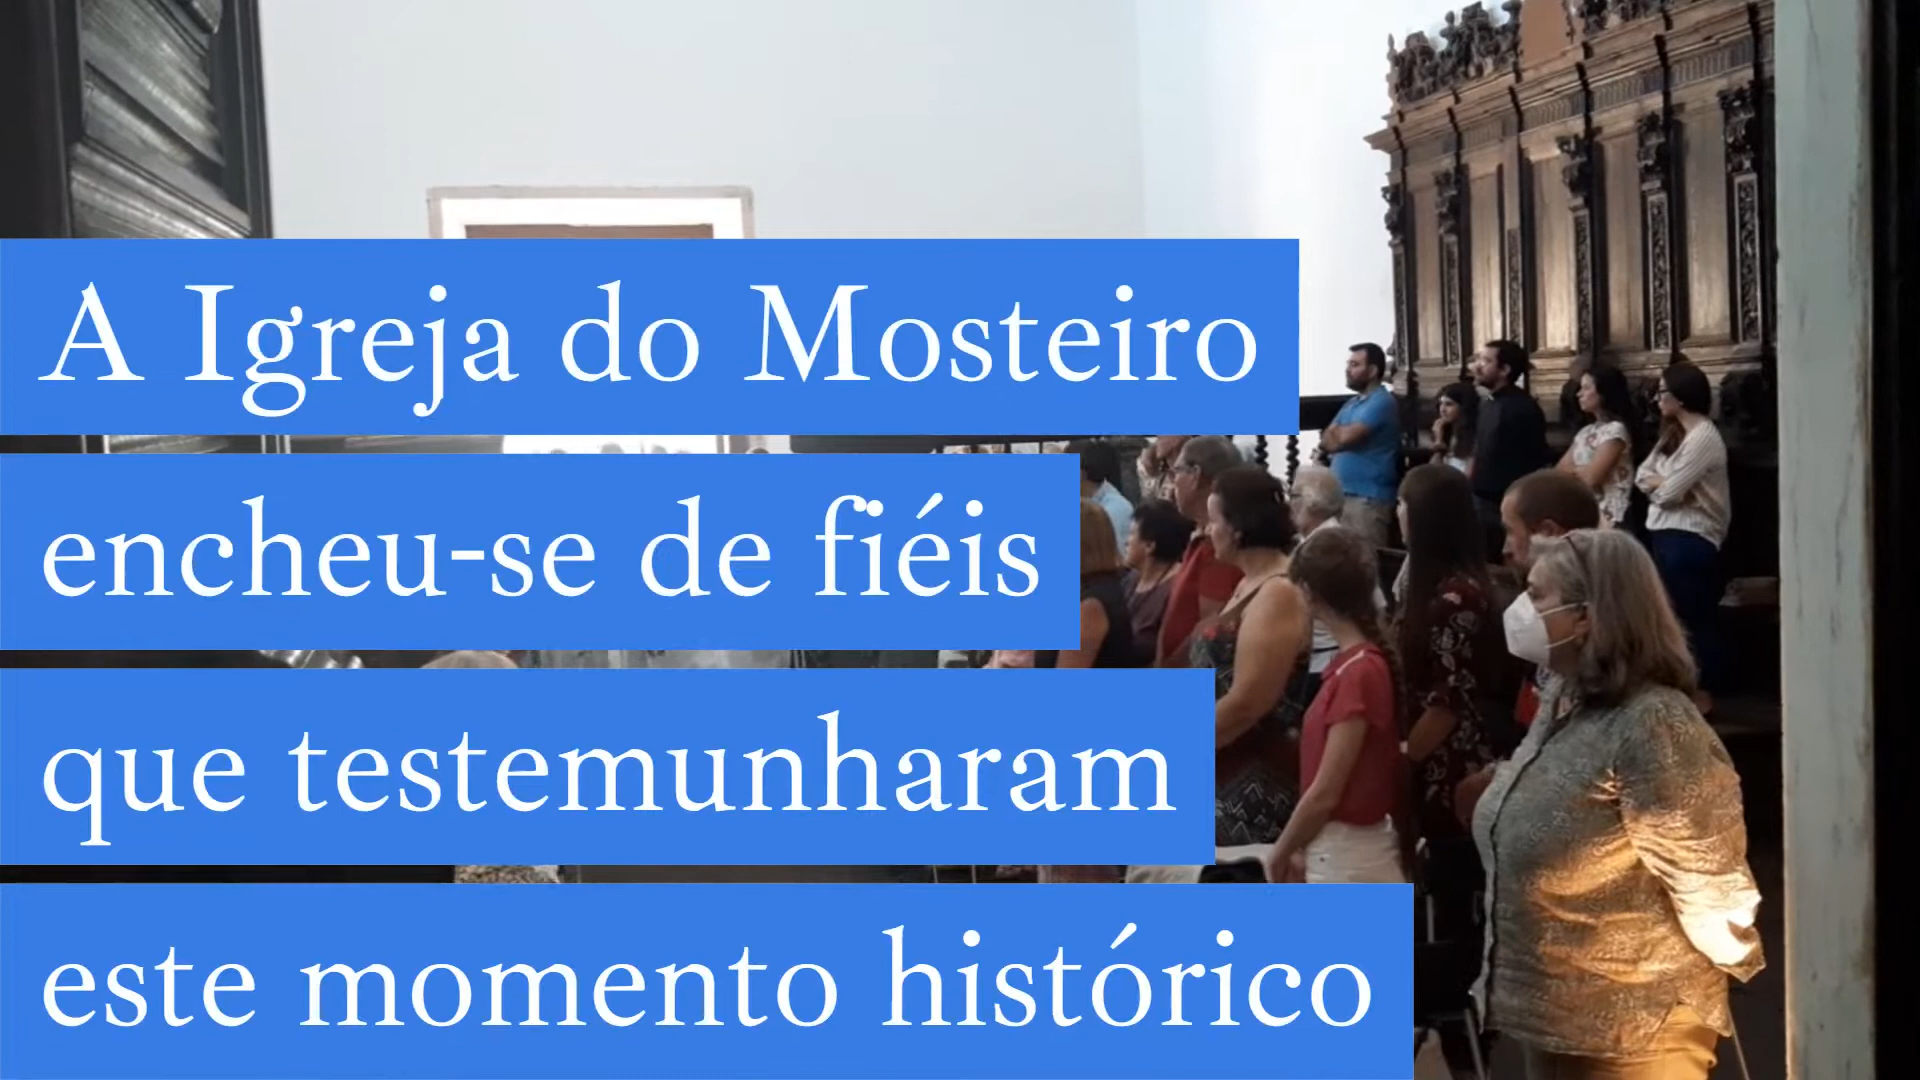 A Igreja do Mosteiro
encheu-se de fiéis
que testemunharam
este momento histórico